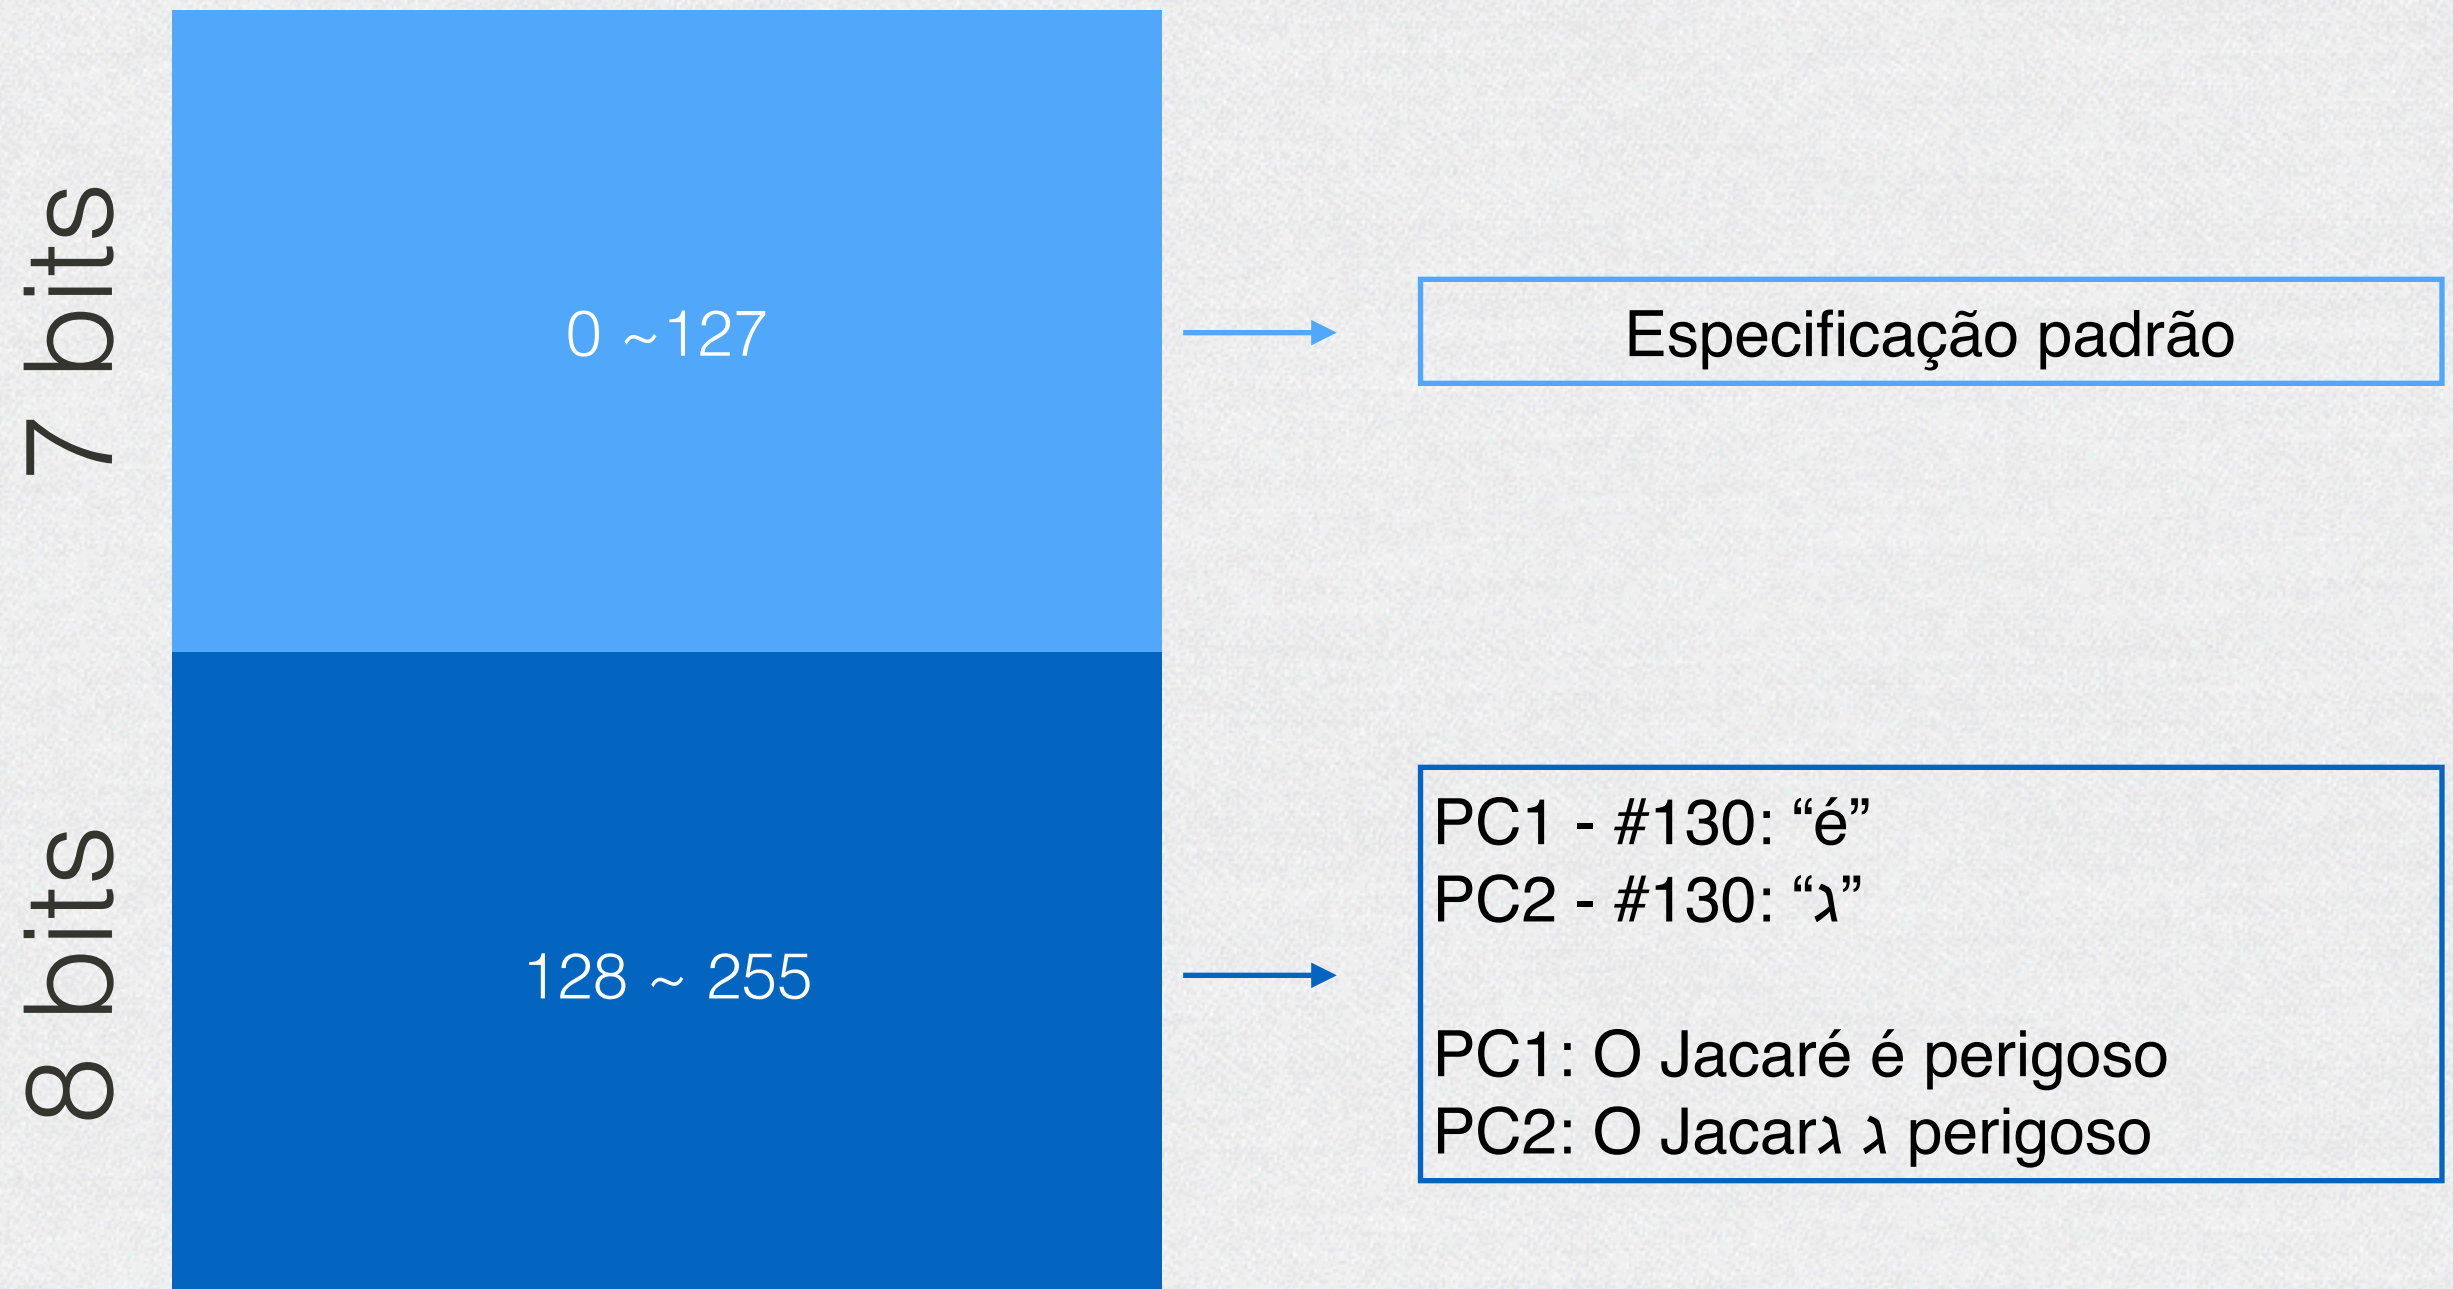 7 bits
0 ~127
Especificação padrão
8 bits
128 ~ 255
PC1 - #130: “é”
PC2 - #130: “ג”
PC1: O Jacaré é perigoso
PC2: O Jacarג ג perigoso